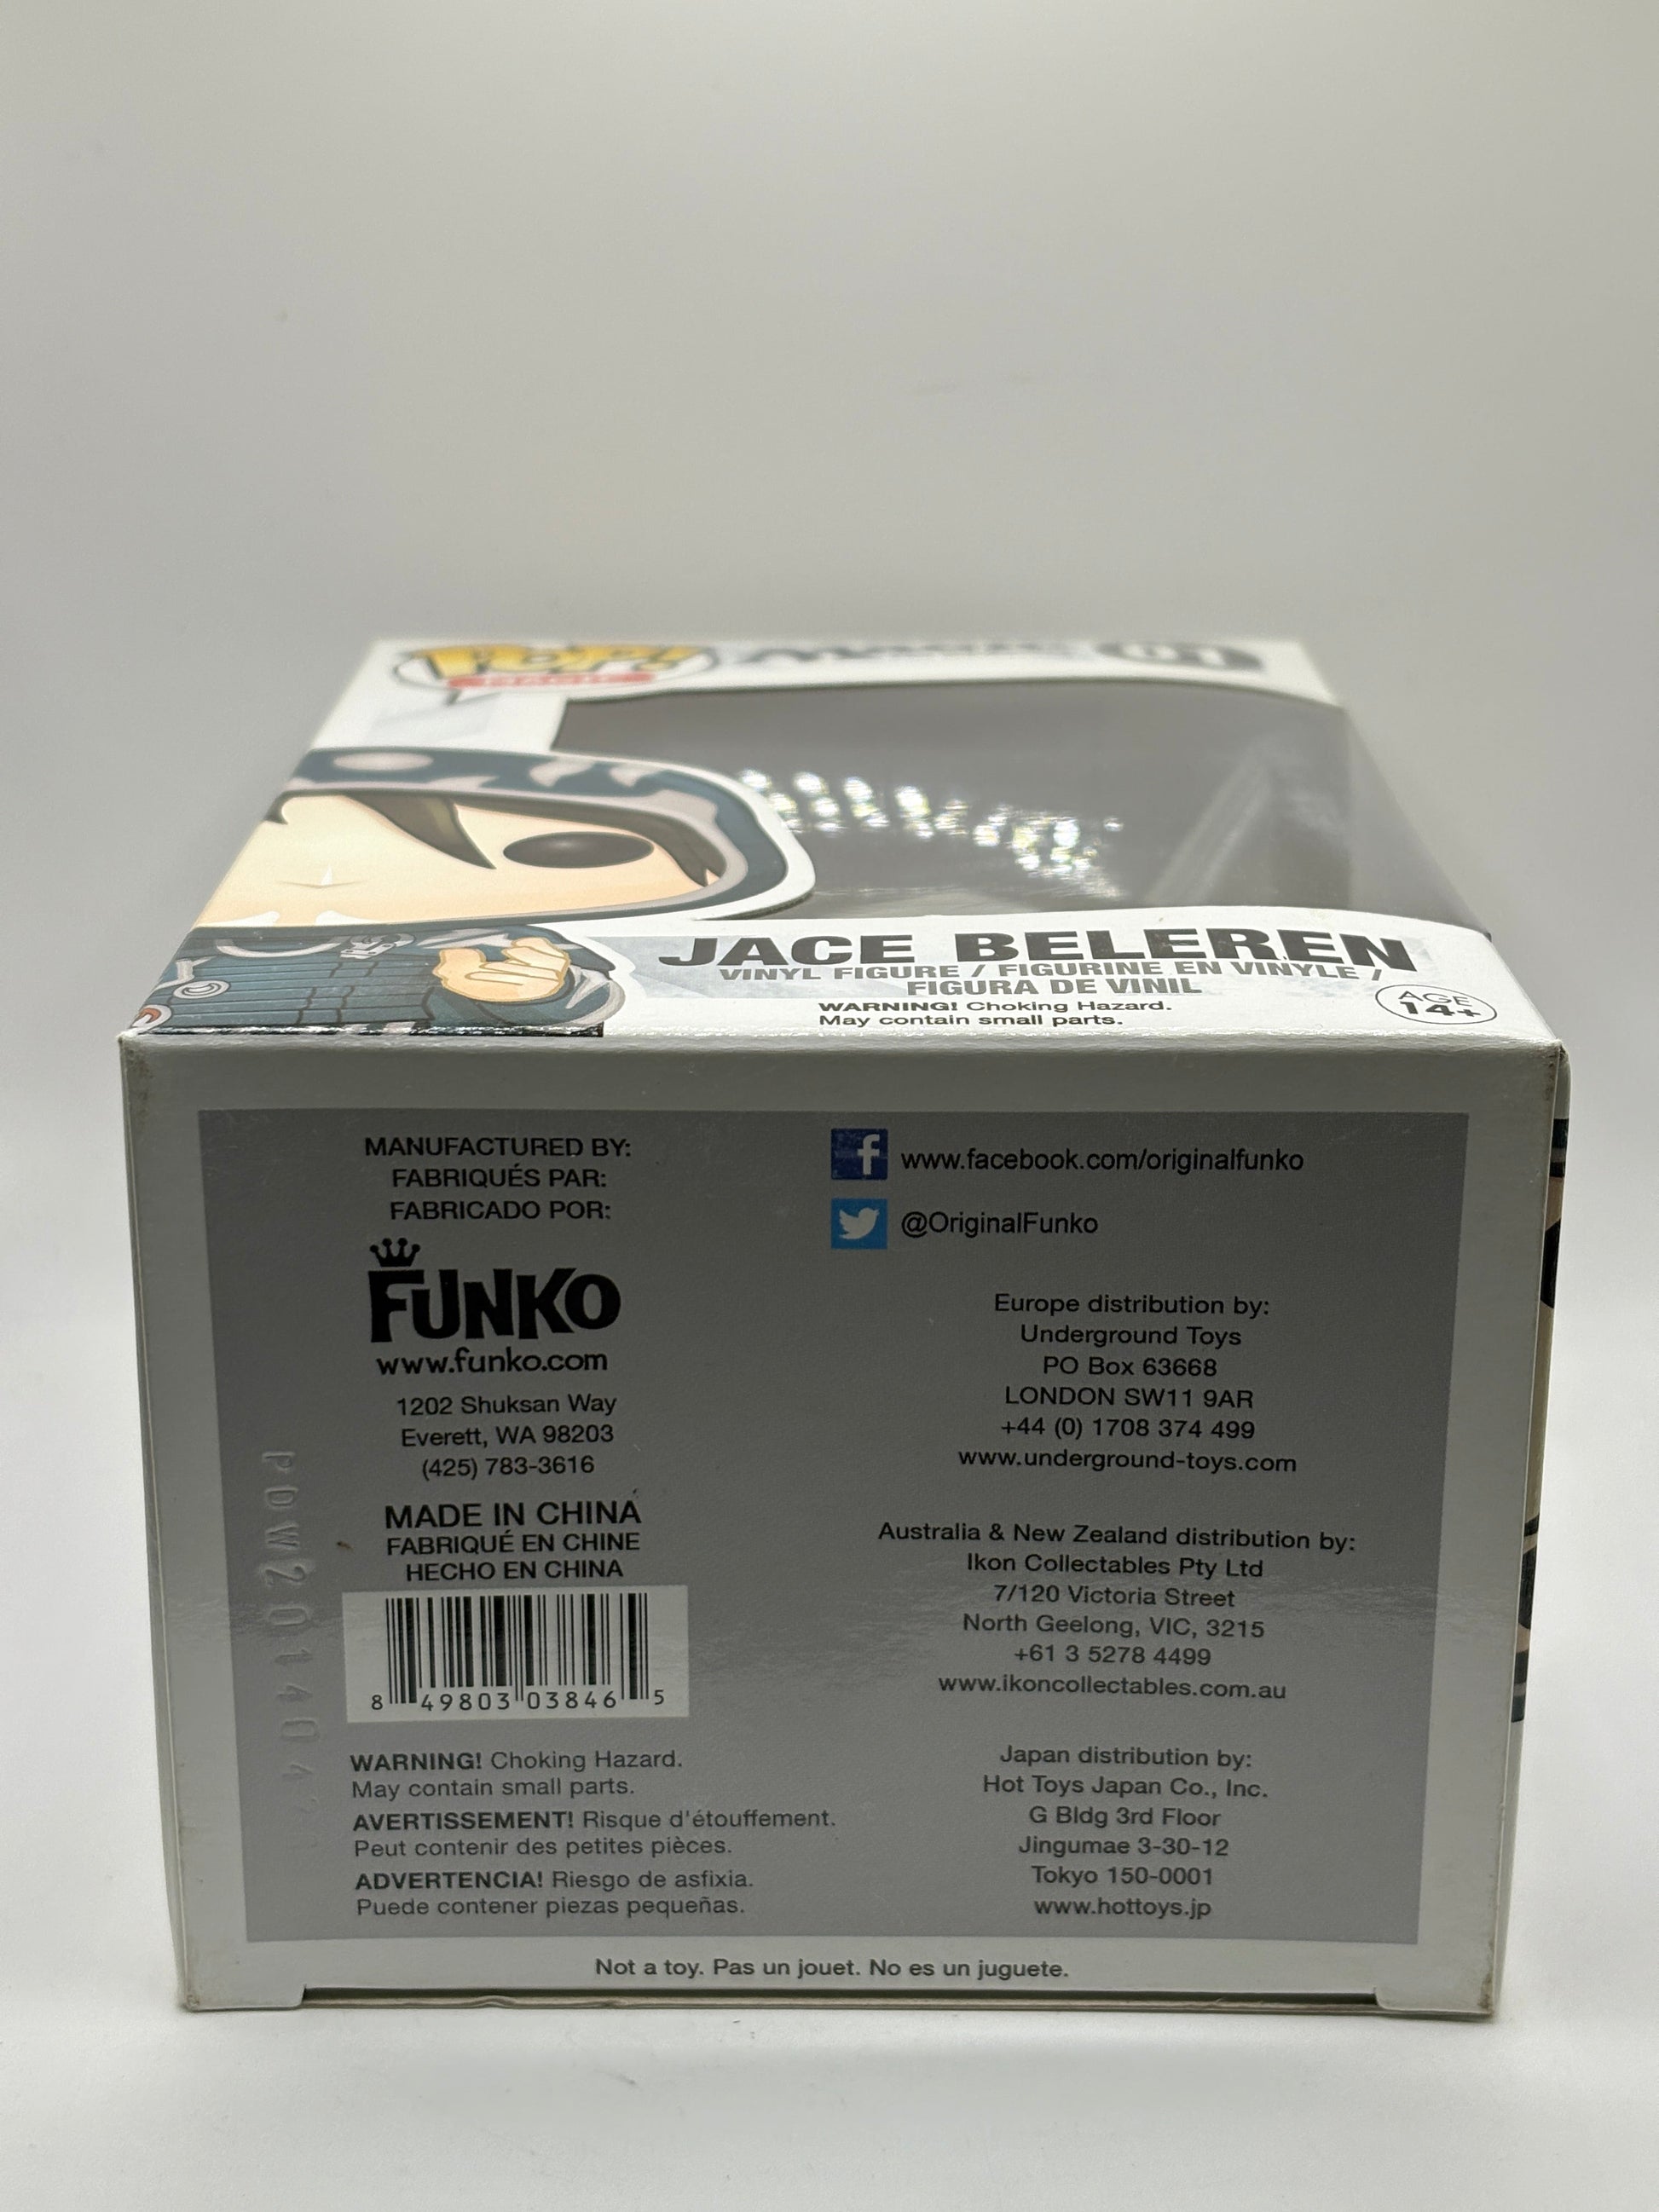 POP!
MAGIC
01
JACE BELEREN
VINYL FIGURE / FIGURINE EN VINYLE /
FIGURA DE VINIL
WARNING! Choking Hazard.
May contain small parts.
AGE
14+
MANUFACTURED BY:
FABRIQUÉS PAR:
FABRICADO POR:
FUNKO
www.funko.com
1202 Shuksan Way
Everett, WA 98203
(425) 783-3616
MADE IN CHINA
FABRIQUÉ EN CHINE
HECHO EN CHINA
8 49803 03846 5
WARNING! Choking Hazard.
May contain small parts.
AVERTISSEMENT! Risque d'étouffement.
Peut contenir des petites pièces.
ADVERTENCIA! Riesgo de asfixia.
Puede contener piezas pequeñas.
f www.facebook.com/originalfunko
@OriginalFunko
Europe distribution by:
Underground Toys
PO Box 63668
LONDON SW11 9AR
+44 (0) 1708 374 499
www.underground-toys.com
Australia & New Zealand distribution by:
Ikon Collectables Pty Ltd
7/120 Victoria Street
North Geelong, VIC, 3215
+61 3 5278 4499
www.ikoncollectables.com.au
Japan distribution by:
Hot Toys Japan Co., Inc.
G Bldg 3rd Floor
Jingumae 3-30-12
Tokyo 150-0001
www.hottoys.jp
Not a toy. Pas un jouet. No es un juguete.